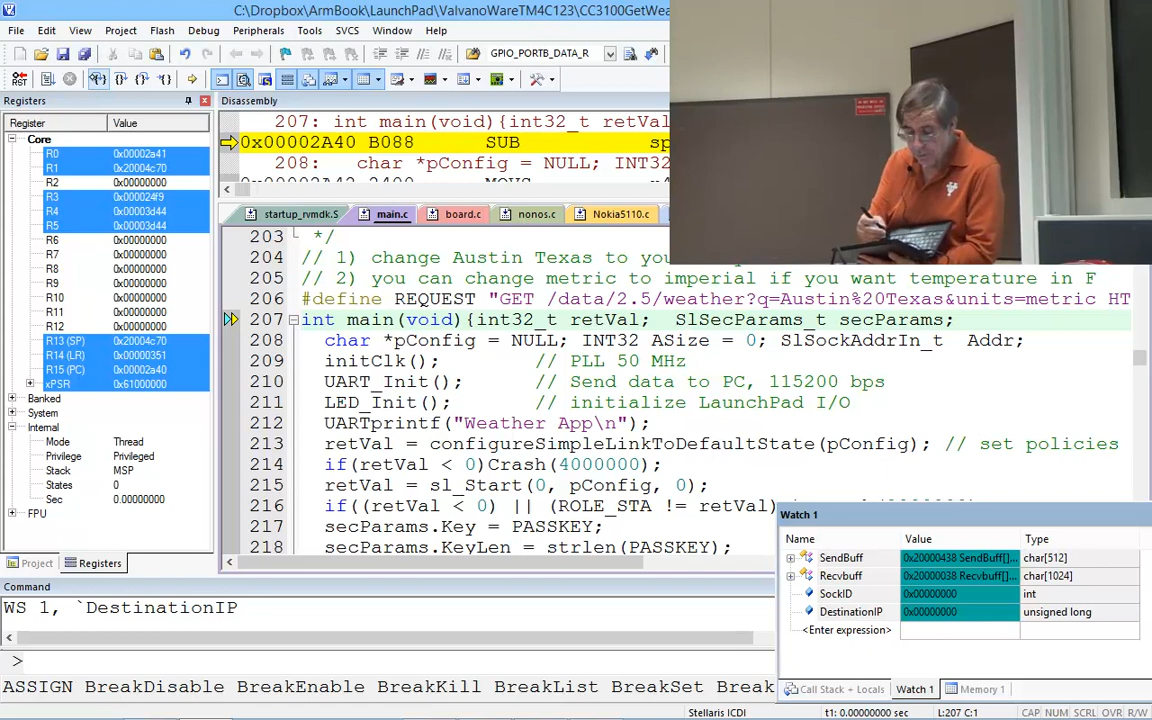 C:\Dropbox\ArmBook\LaunchPad\ValvanoWareTM4C123\CC3100GetWea
File Edit View Project Flash Debug Peripherals Tools SVCS Window Help
GPIO_PORTB_DATA_R
RST
Registers
Register Value
Core
R0 0x00002a41
R1 0x20004c70
R2 0x00000000
R3 0x000024f9
R4 0x00003d44
R5 0x00003d44
R6 0x00000000
R7 0x00000000
R8 0x00000000
R9 0x00000000
R10 0x00000000
R11 0x00000000
R12 0x00000000
R13 (SP) 0x20004c70
R14 (LR) 0x00000351
R15 (PC) 0x00002a40
xPSR 0x61000000
Banked
System
Internal
Mode Thread
Privilege Privileged
Stack MSP
States 0
Sec 0.00000000
FPU
Project Registers
Disassembly
207: int main(void){int32_t retVal
0x00002A40 B088 SUB sp
208: char *pConfig = NULL; INT32
startup_rvmdk.S main.c board.c nonos.c Nokia5110.c
203 */
204 // 1) change Austin Texas to yo
205 // 2) you can change metric to imperial if you want temperature in F
206 #define REQUEST "GET /data/2.5/weather?q=Austin%20Texas&units=metric HT
207 int main(void){int32_t retVal; SlSecParams_t secParams;
208 char *pConfig = NULL; INT32 ASize = 0; SlSockAddrIn_t Addr;
209 initClk(); // PLL 50 MHz
210 UART_Init(); // Send data to PC, 115200 bps
211 LED_Init(); // initialize LaunchPad I/O
212 UARTprintf("Weather App\n");
213 retVal = configureSimpleLinkToDefaultState(pConfig); // set policies
214 if(retVal < 0)Crash(4000000);
215 retVal = sl_Start(0, pConfig, 0);
216 if((retVal < 0) || (ROLE_STA != retVal)
217 secParams.Key = PASSKEY;
218 secParams.KeyLen = strlen(PASSKEY);
Watch 1
Name Value Type
SendBuff 0x20000438 SendBuff[]... char[512]
Recvbuff 0x20000038 Recvbuff[]... char[1024]
SockID 0x00000000 int
DestinationIP 0x00000000 unsigned long
<Enter expression>
Call Stack + Locals Watch 1 Memory 1
Command
WS 1, `DestinationIP
>
ASSIGN BreakDisable BreakEnable BreakKill BreakList BreakSet Break
Stellaris ICDI t1: 0.00000000 sec L:207 C:1 CAP NUM SCRL OVR R/W